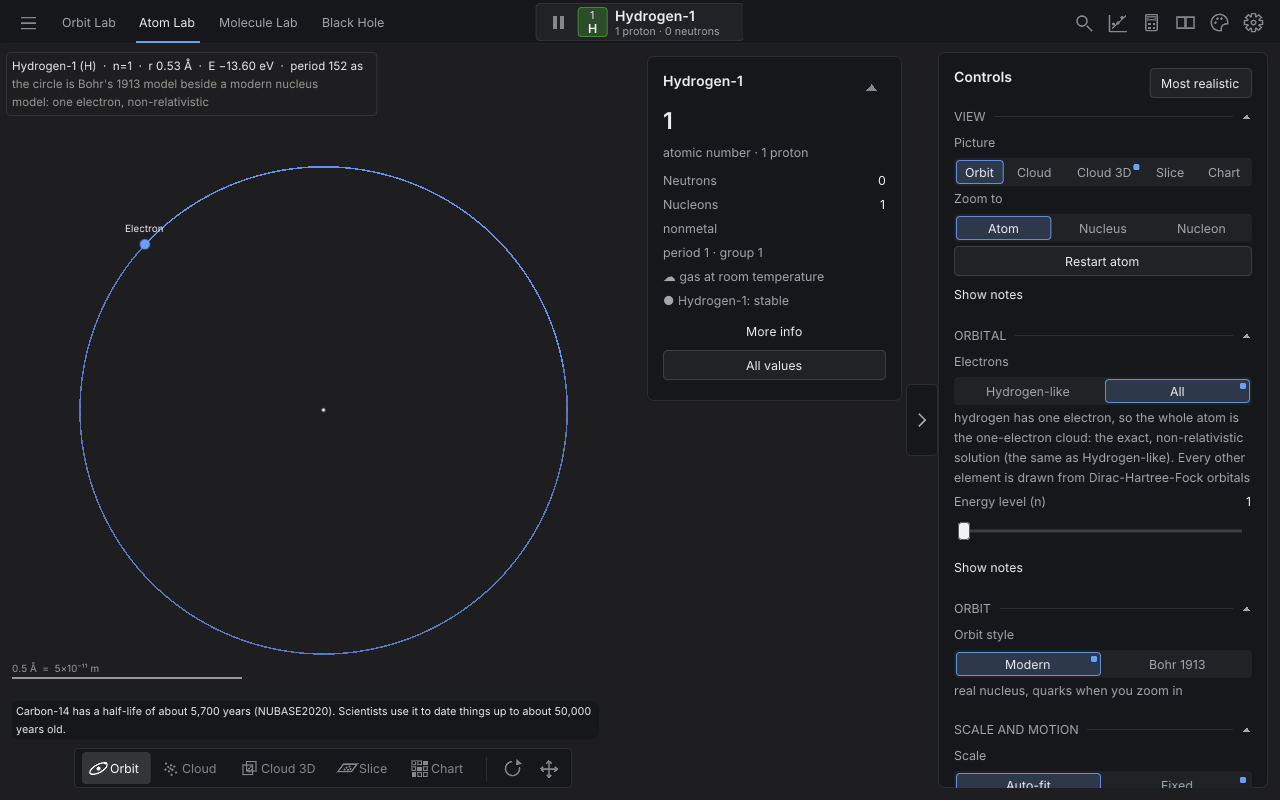 Orbit Lab
Atom Lab
Molecule Lab
Black Hole
1
H
Hydrogen-1
1 proton · 0 neutrons
Hydrogen-1 (H) · n=1 · r 0.53 Å · E −13.60 eV · period 152 as
the circle is Bohr's 1913 model beside a modern nucleus
model: one electron, non-relativistic
Electron
0.5 Å = 5×10⁻¹¹ m
Carbon-14 has a half-life of about 5,700 years (NUBASE2020). Scientists use it to date things up to about 50,000
years old.
Orbit
Cloud
Cloud 3D
Slice
Chart
Hydrogen-1
1
atomic number · 1 proton
Neutrons 0
Nucleons 1
nonmetal
period 1 · group 1
gas at room temperature
Hydrogen-1: stable
More info
All values
Controls
Most realistic
VIEW
Picture
Orbit Cloud Cloud 3D Slice Chart
Zoom to
Atom Nucleus Nucleon
Restart atom
Show notes
ORBITAL
Electrons
Hydrogen-like All
hydrogen has one electron, so the whole atom is
the one-electron cloud: the exact, non-relativistic
solution (the same as Hydrogen-like). Every other
element is drawn from Dirac-Hartree-Fock orbitals
Energy level (n) 1
Show notes
ORBIT
Orbit style
Modern Bohr 1913
real nucleus, quarks when you zoom in
SCALE AND MOTION
Scale
Auto-fit Fixed